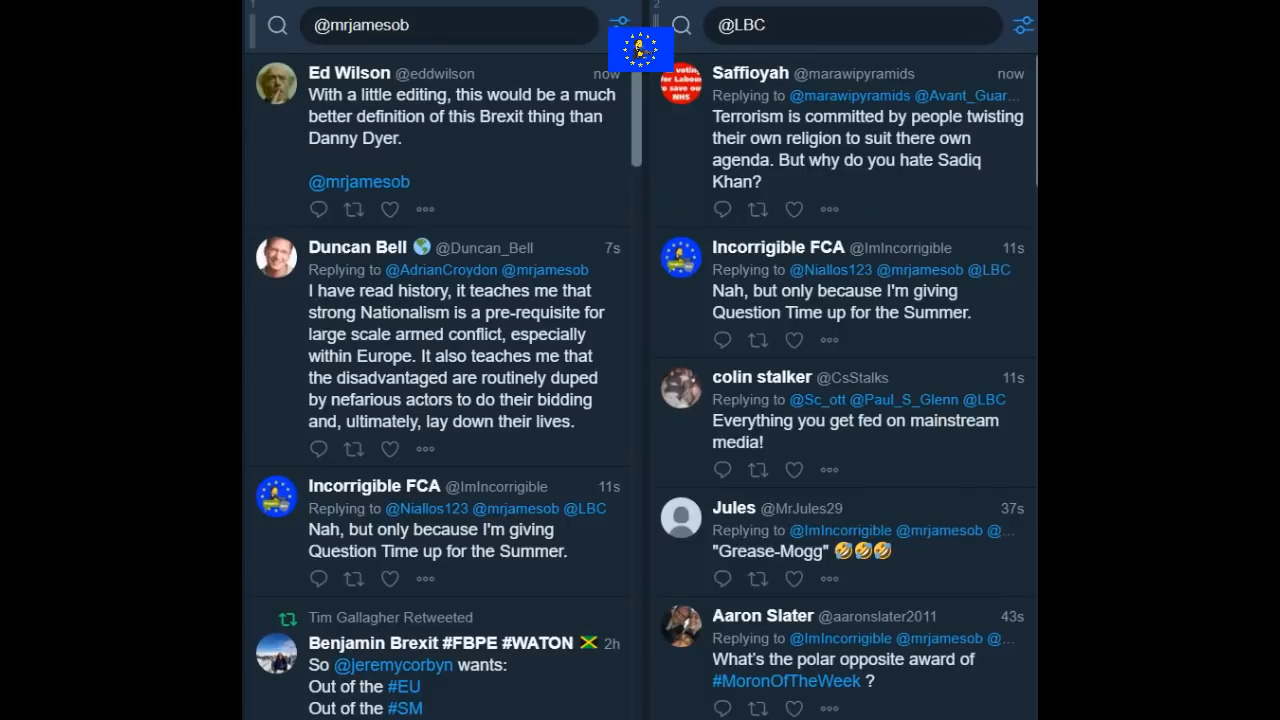 1
@mrjamesob
Ed Wilson @eddwilson now
With a little editing, this would be a much
better definition of this Brexit thing than
Danny Dyer.
@mrjamesob
Duncan Bell 🌎 @Duncan_Bell 7s
Replying to @AdrianCroydon @mrjamesob
I have read history, it teaches me that
strong Nationalism is a pre-requisite for
large scale armed conflict, especially
within Europe. It also teaches me that
the disadvantaged are routinely duped
by nefarious actors to do their bidding
and, ultimately, lay down their lives.
Incorrigible FCA @ImIncorrigible 11s
Replying to @Niallos123 @mrjamesob @LBC
Nah, but only because I'm giving
Question Time up for the Summer.
Tim Gallagher Retweeted
Benjamin Brexit #FBPE #WATON 🇯🇲 2h
So @jeremycorbyn wants:
Out of the #EU
Out of the #SM
2
@LBC
voting
for Labour
to save our
NHS
Saffioyah @marawipyramids now
Replying to @marawipyramids @Avant_Guar...
Terrorism is committed by people twisting
their own religion to suit there own
agenda. But why do you hate Sadiq
Khan?
Incorrigible FCA @ImIncorrigible 11s
Replying to @Niallos123 @mrjamesob @LBC
Nah, but only because I'm giving
Question Time up for the Summer.
colin stalker @CsStalks 11s
Replying to @Sc_ott @Paul_S_Glenn @LBC
Everything you get fed on mainstream
media!
Jules @MrJules29 37s
Replying to @ImIncorrigible @mrjamesob @...
"Grease-Mogg" 🤣🤣🤣
Aaron Slater @aaronslater2011 43s
Replying to @ImIncorrigible @mrjamesob @...
What's the polar opposite award of
#MoronOfTheWeek ?